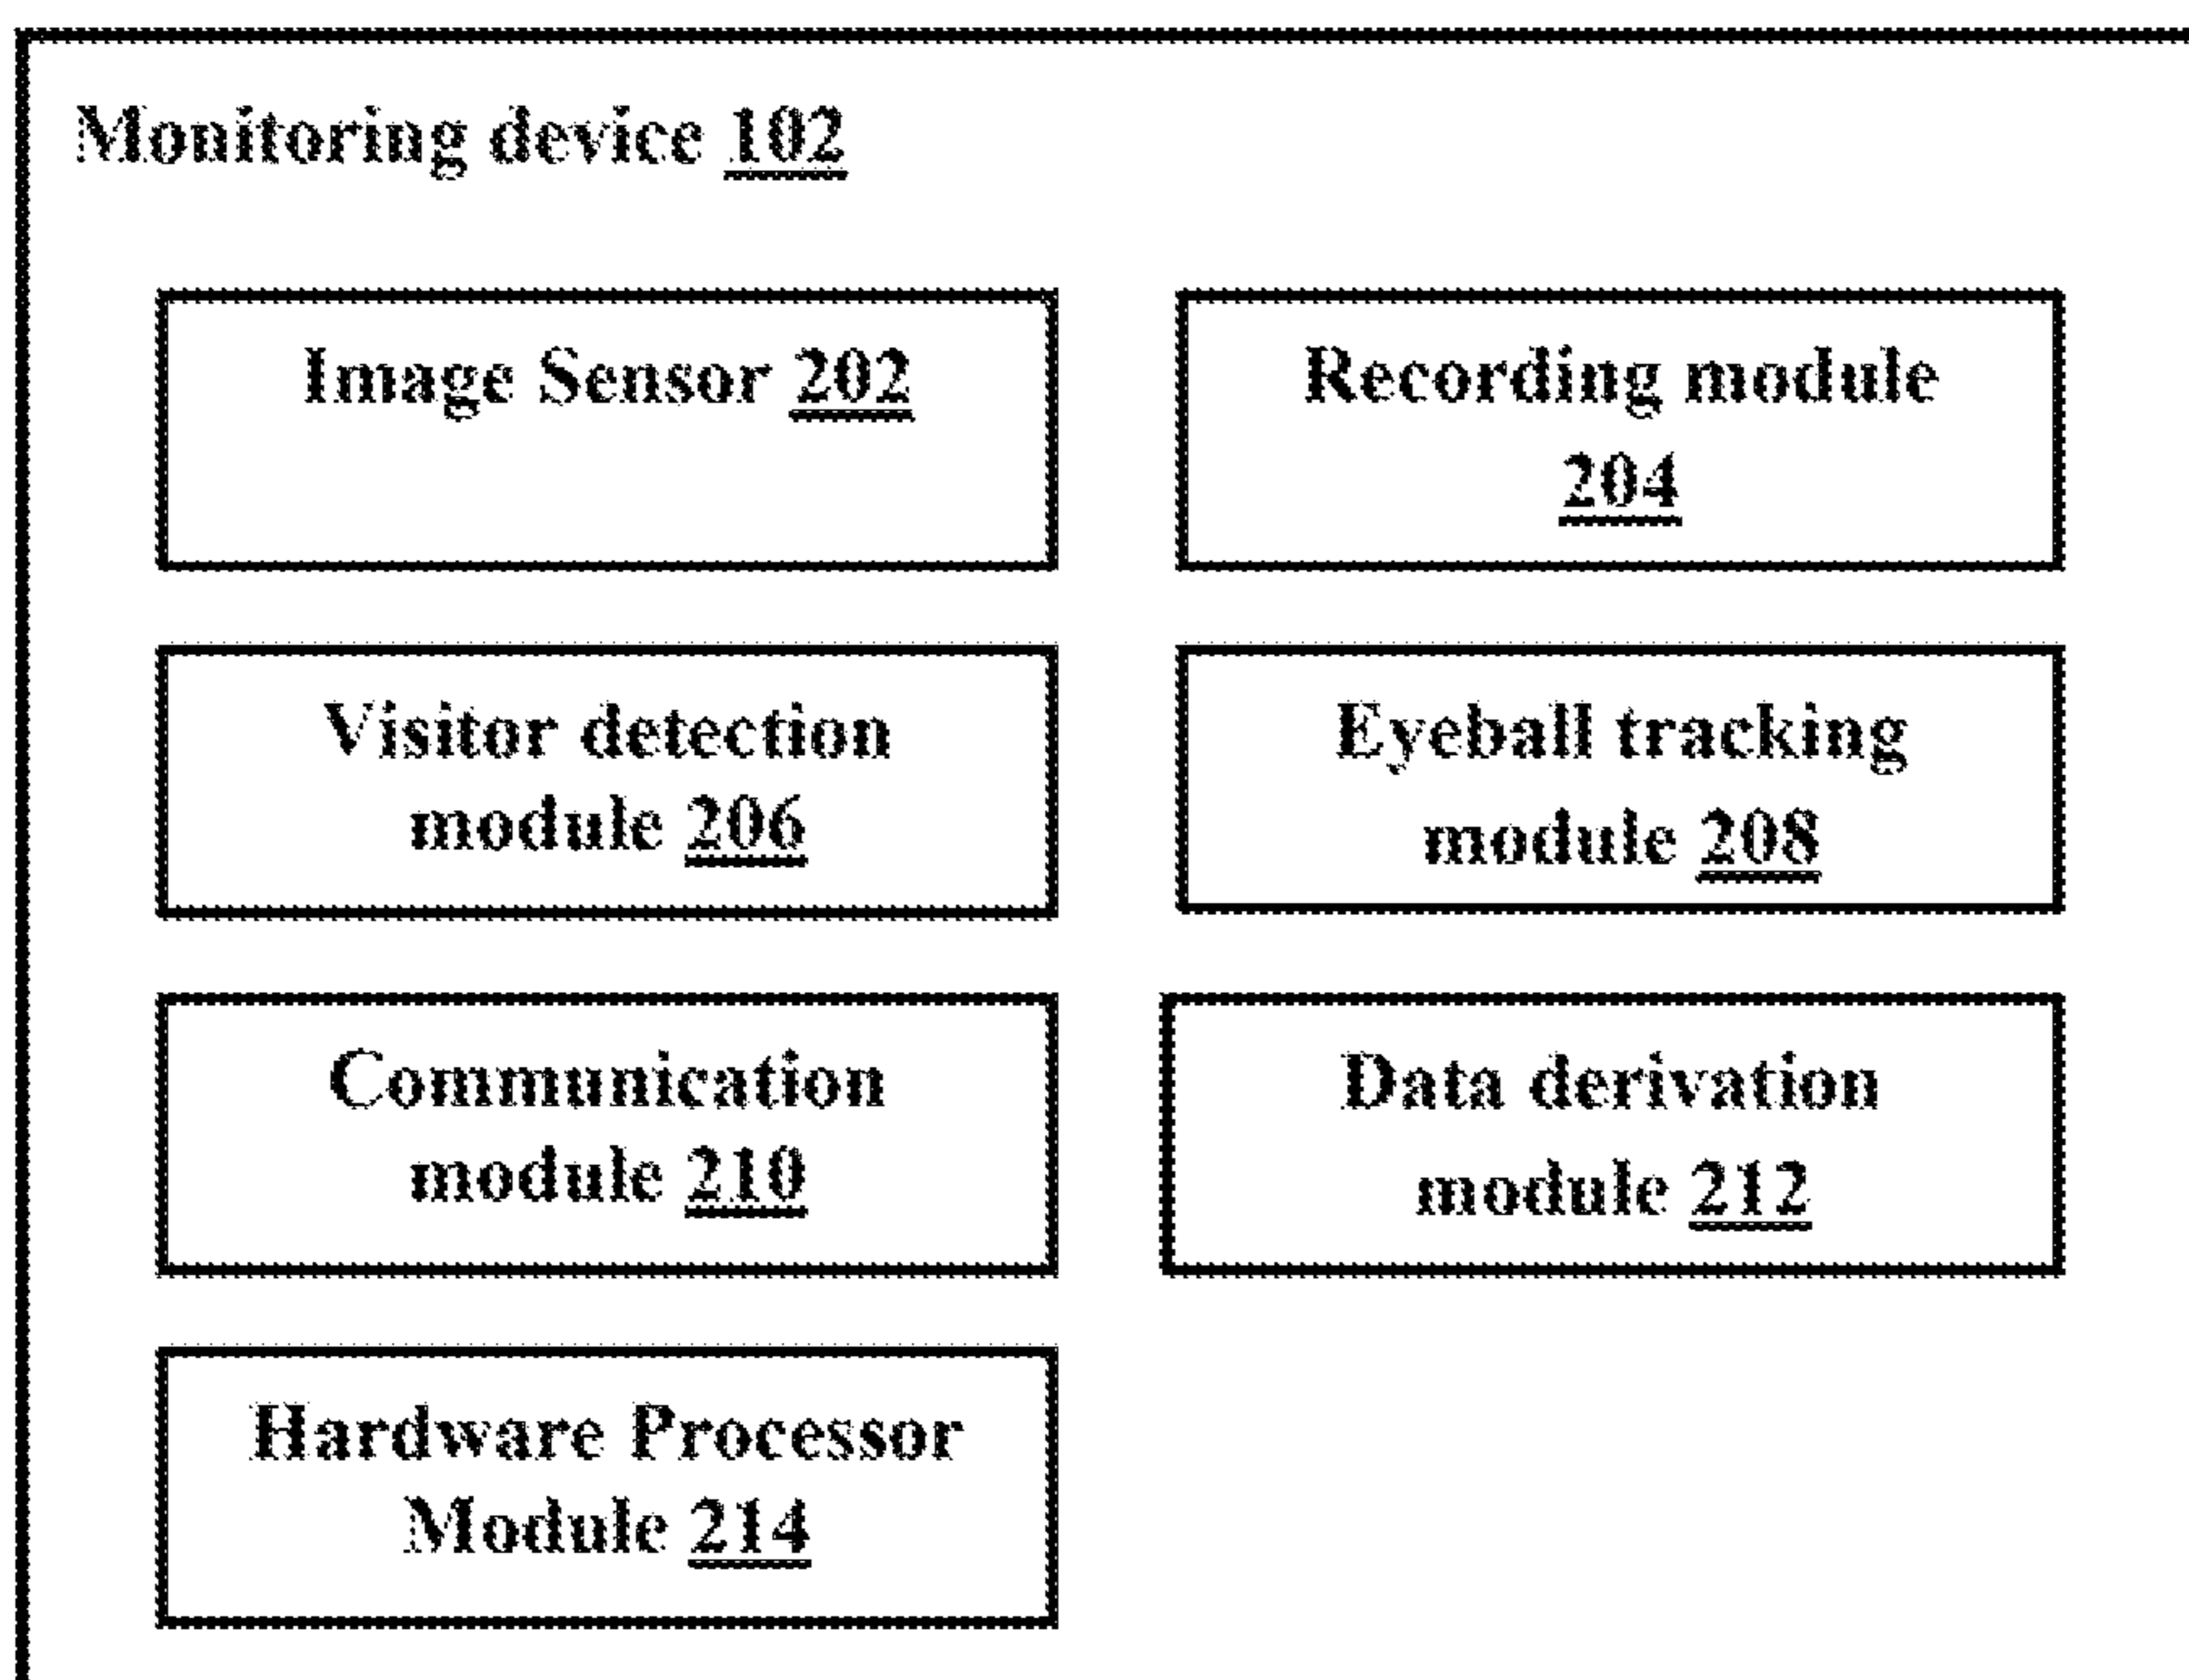 Monitoring device 102
Image Sensor 202
Recording module
204
Visitor detection
module 206
Eyeball tracking
module 208
Communication
module 210
Data derivation
module 212
Hardware Processor
Module 214